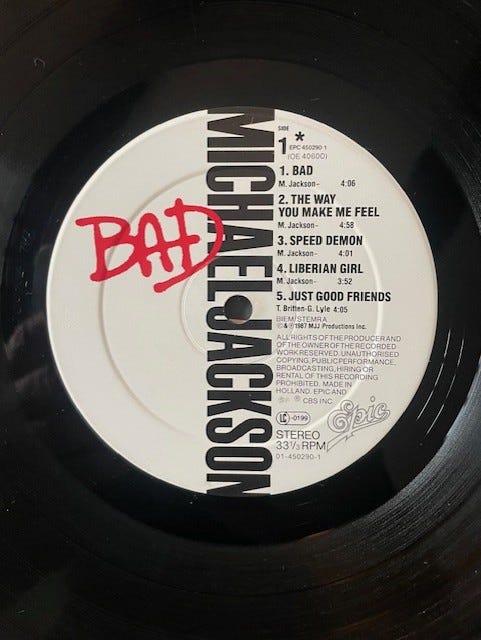 BAD
MICHAEL JACKSON
SIDE
1 *
EPC 450290-1
(OE 40600)
1. BAD
M. Jackson- 4:06
2. THE WAY
YOU MAKE ME FEEL
M. Jackson- 4:58
3. SPEED DEMON
M. Jackson- 4:01
4. LIBERIAN GIRL
M. Jackson- 3:52
5. JUST GOOD FRIENDS
T. Britten-G. Lyle 4:05
BIEM/STEMRA
©&℗1987 MJJ Productions Inc.
ALL RIGHTS OF THE PRODUCER AND
OF THE OWNER OF THE RECORDED
WORK RESERVED. UNAUTHORISED
COPYING, PUBLIC PERFORMANCE,
BROADCASTING, HIRING OR
RENTAL OF THIS RECORDING
PROHIBITED. MADE IN
HOLLAND. EPIC AND
CBS INC.
LC-0199
Epic
STEREO
33⅓ RPM
01-450290-1